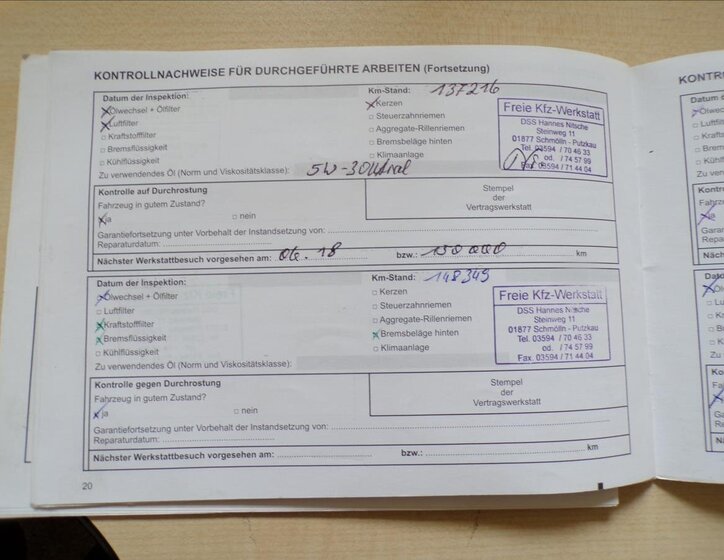 KONTROLLNACHWEISE FÜR DURCHGEFÜHRTE ARBEITEN (Fortsetzung)
Datum der Inspektion: Km-Stand: 137216
Ölwechsel + Ölfilter Kerzen
Luftfilter Steuerzahnriemen
Kraftstofffilter Aggregate-Rillenriemen
Bremsflüssigkeit Bremsbeläge hinten
Kühlflüssigkeit Klimaanlage
Freie Kfz-Werkstatt
DSS Hannes Nitsche
Steinweg 11
01877 Schmölln - Putzkau
Tel. 03594 / 70 46 33
od. / 74 57 99
Fax. 03594 / 71 44 04
Zu verwendetes Öl (Norm und Viskositätsklasse): 5W-30
Kontrolle auf Durchrostung
Fahrzeug in gutem Zustand?
ja nein
Stempel
der
Vertragswerkstatt
Garantiefortsetzung unter Vorbehalt der Instandsetzung von:
Reparaturdatum:
Nächster Werkstattbesuch vorgesehen am: 06.18 bzw.: 150000 km
Datum der Inspektion: Km-Stand: 148349
Ölwechsel + Ölfilter Kerzen
Luftfilter Steuerzahnriemen
Kraftstofffilter Aggregate-Rillenriemen
Bremsflüssigkeit Bremsbeläge hinten
Kühlflüssigkeit Klimaanlage
Freie Kfz-Werkstatt
DSS Hannes Nitsche
Steinweg 11
01877 Schmölln - Putzkau
Tel. 03594 / 70 46 33
od. / 74 57 99
Fax. 03594 / 71 44 04
Zu verwendetes Öl (Norm und Viskositätsklasse):
Kontrolle gegen Durchrostung
Fahrzeug in gutem Zustand?
ja nein
Stempel
der
Vertragswerkstatt
Garantiefortsetzung unter Vorbehalt der Instandsetzung von:
Reparaturdatum:
Nächster Werkstattbesuch vorgesehen am: bzw.: km
20